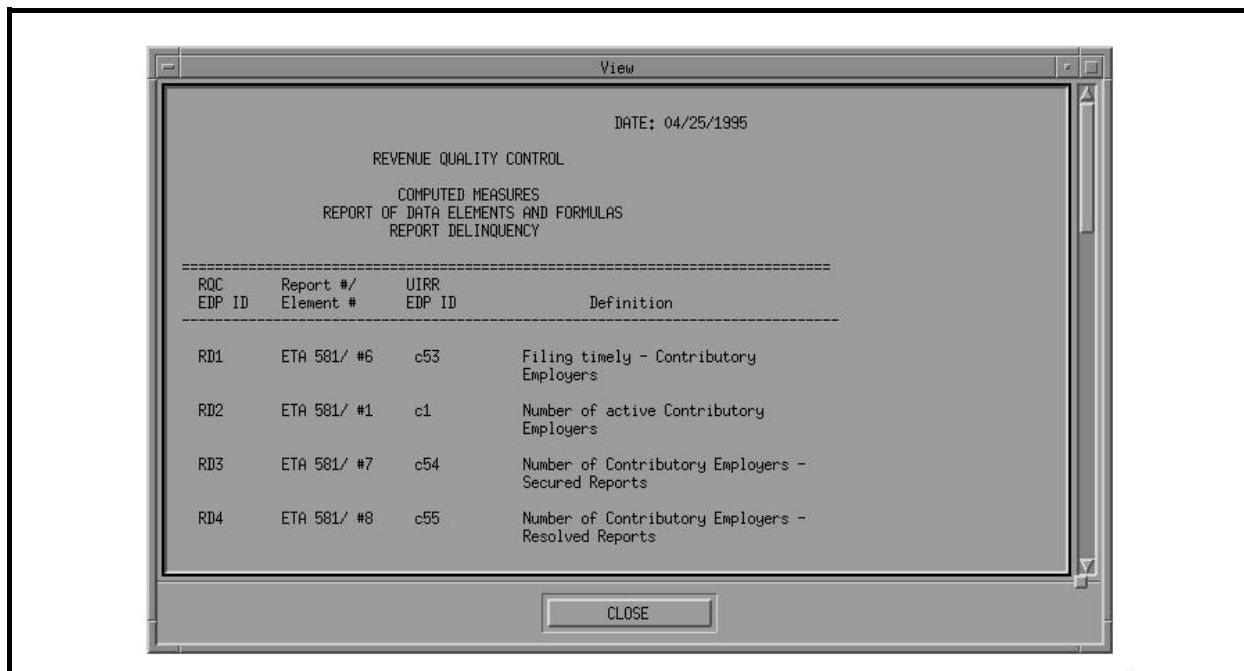 View
DATE: 04/25/1995
REVENUE QUALITY CONTROL
COMPUTED MEASURES
REPORT OF DATA ELEMENTS AND FORMULAS
REPORT DELINQUENCY
RQC Report #/ UIRR
EDP ID Element # EDP ID Definition
RD1 ETA 581/ #6 c53 Filing timely - Contributory
Employers
RD2 ETA 581/ #1 c1 Number of active Contributory
Employers
RD3 ETA 581/ #7 c54 Number of Contributory Employers -
Secured Reports
RD4 ETA 581/ #8 c55 Number of Contributory Employers -
Resolved Reports
CLOSE